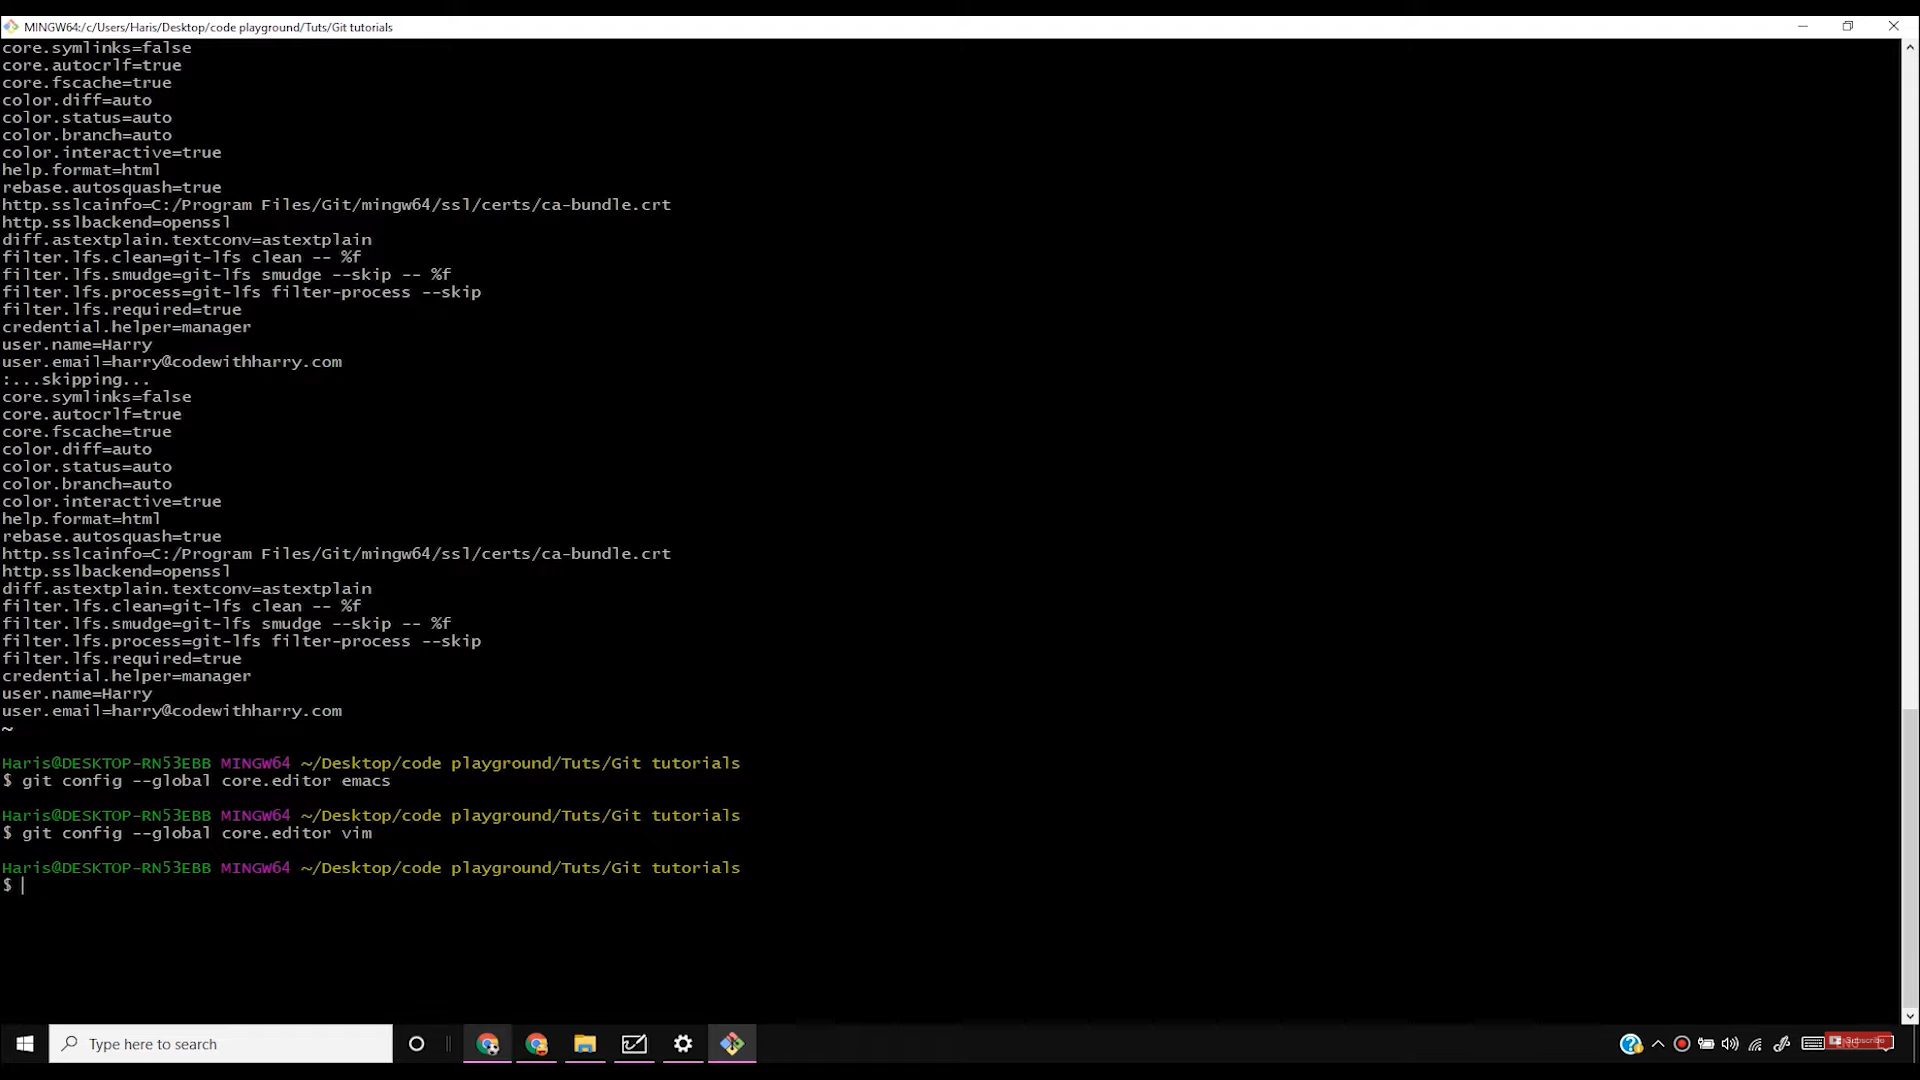 MINGW64:/c/Users/Haris/Desktop/code playground/Tuts/Git tutorials
core.symlinks=false
core.autocrlf=true
core.fscache=true
color.diff=auto
color.status=auto
color.branch=auto
color.interactive=true
help.format=html
rebase.autosquash=true
http.sslcainfo=C:/Program Files/Git/mingw64/ssl/certs/ca-bundle.crt
http.sslbackend=openssl
diff.astextplain.textconv=astextplain
filter.lfs.clean=git-lfs clean -- %f
filter.lfs.smudge=git-lfs smudge --skip -- %f
filter.lfs.process=git-lfs filter-process --skip
filter.lfs.required=true
credential.helper=manager
user.name=Harry
user.email=harry@codewithharry.com
:...skipping...
core.symlinks=false
core.autocrlf=true
core.fscache=true
color.diff=auto
color.status=auto
color.branch=auto
color.interactive=true
help.format=html
rebase.autosquash=true
http.sslcainfo=C:/Program Files/Git/mingw64/ssl/certs/ca-bundle.crt
http.sslbackend=openssl
diff.astextplain.textconv=astextplain
filter.lfs.clean=git-lfs clean -- %f
filter.lfs.smudge=git-lfs smudge --skip -- %f
filter.lfs.process=git-lfs filter-process --skip
filter.lfs.required=true
credential.helper=manager
user.name=Harry
user.email=harry@codewithharry.com
~
Haris@DESKTOP-RN53EBB MINGW64 ~/Desktop/code playground/Tuts/Git tutorials
$ git config --global core.editor emacs
Haris@DESKTOP-RN53EBB MINGW64 ~/Desktop/code playground/Tuts/Git tutorials
$ git config --global core.editor vim
Haris@DESKTOP-RN53EBB MINGW64 ~/Desktop/code playground/Tuts/Git tutorials
$
Type here to search
Subscribe